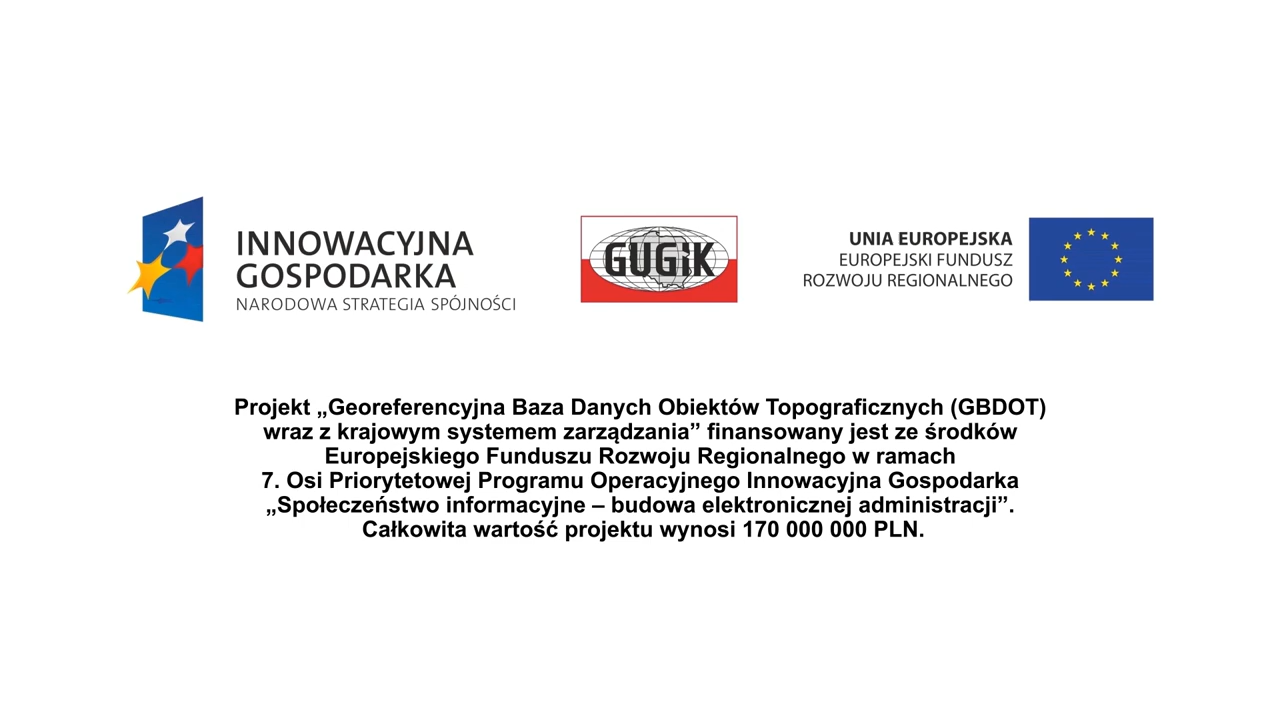 INNOWACYJNA
GOSPODARKA
NARODOWA STRATEGIA SPÓJNOŚCI
GUGiK
UNIA EUROPEJSKA
EUROPEJSKI FUNDUSZ
ROZWOJU REGIONALNEGO
Projekt „Georeferencyjna Baza Danych Obiektów Topograficznych (GBDOT)
wraz z krajowym systemem zarządzania” finansowany jest ze środków
Europejskiego Funduszu Rozwoju Regionalnego w ramach
7. Osi Priorytetowej Programu Operacyjnego Innowacyjna Gospodarka
„Społeczeństwo informacyjne – budowa elektronicznej administracji”.
Całkowita wartość projektu wynosi 170 000 000 PLN.